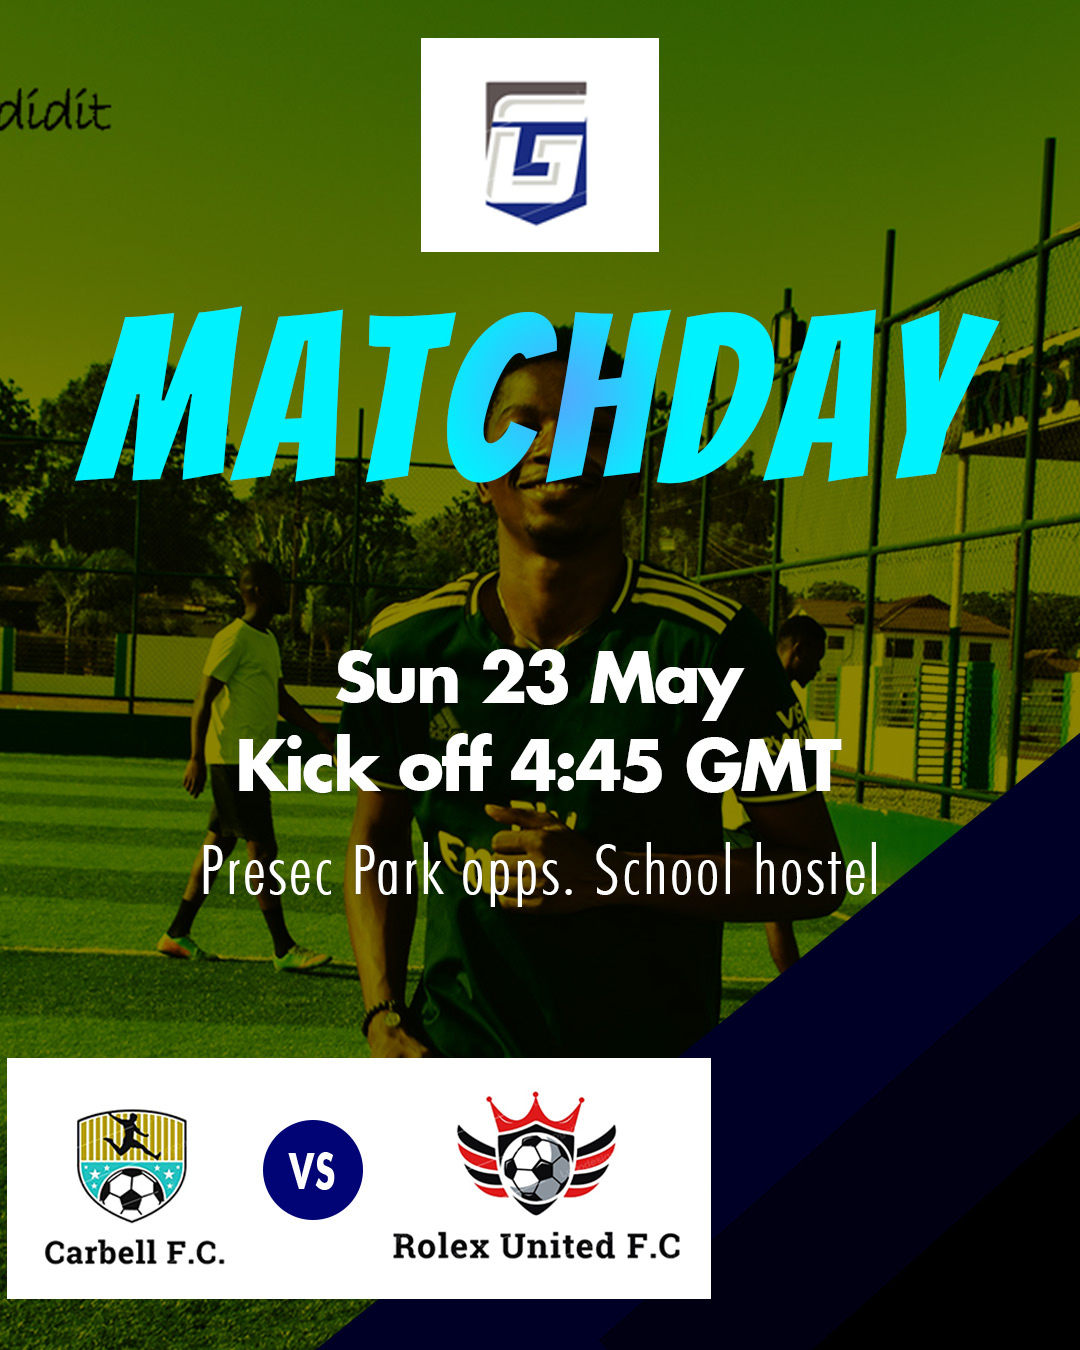 didit
MATCHDAY
Sun 23 May
Kick off 4:45 GMT
Presec Park opps. School hostel
VS
Carbell F.C.
Rolex United F.C